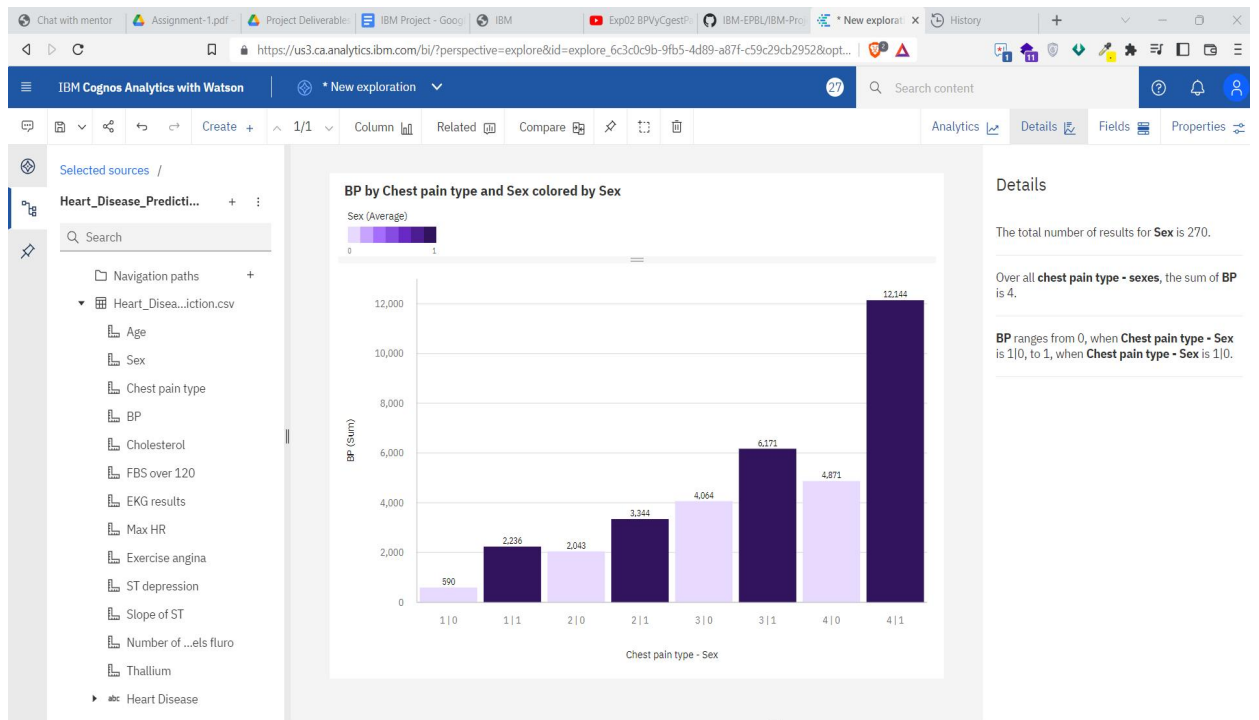 Chat with mentor
Assignment-1.pdf -
Project Deliverables
IBM Project - Goog
IBM
Exp02 BPVyCgestP
IBM-EPBL/IBM-Proj
* New explorati
History
https://us3.ca.analytics.ibm.com/bi/?perspective=explore&id=explore_6c3c0c9b-9fb5-4d89-a87f-c59c29cb2952&opt...
2
1
11
IBM Cognos Analytics with Watson
* New exploration
27
Search content
Create
1/1
Column
Related
Compare
Analytics
Details
Fields
Properties
Selected sources /
Heart_Disease_Predicti...
Search
Navigation paths
Heart_Disea...iction.csv
Age
Sex
Chest pain type
BP
Cholesterol
FBS over 120
EKG results
Max HR
Exercise angina
ST depression
Slope of ST
Number of ...els fluro
Thallium
abc Heart Disease
BP by Chest pain type and Sex colored by Sex
Sex (Average)
0 1
BP (Sum)
12,000
10,000
8,000
6,000
4,000
2,000
0
590
2,236
2,043
3,344
4,064
6,171
4,871
12,144
1|0 1|1 2|0 2|1 3|0 3|1 4|0 4|1
Chest pain type - Sex
Details
The total number of results for Sex is 270.
Over all chest pain type - sexes, the sum of BP
is 4.
BP ranges from 0, when Chest pain type - Sex
is 1|0, to 1, when Chest pain type - Sex is 1|0.